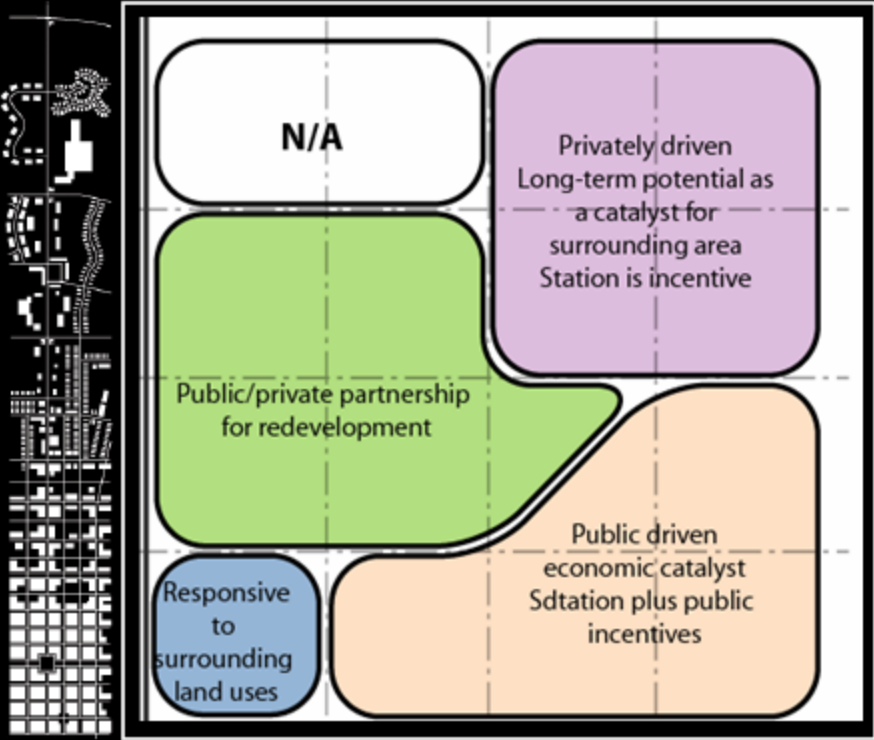 N/A
Privately driven
Long-term potential as
a catalyst for
surrounding area
Station is incentive
Public/private partnership
for redevelopment
Public driven
economic catalyst
Sdtation plus public
incentives
Responsive
to
surrounding
land uses